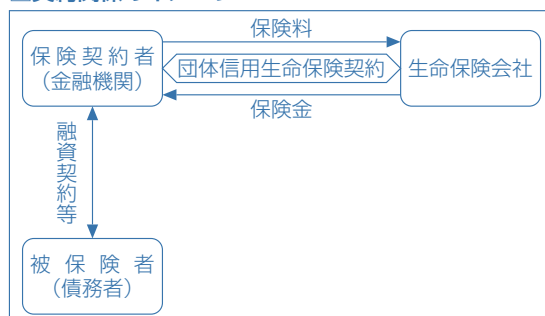 保険料
保険契約者
（金融機関）
団体信用生命保険契約
生命保険会社
保険金
融資契約等
被保険者
（債務者）